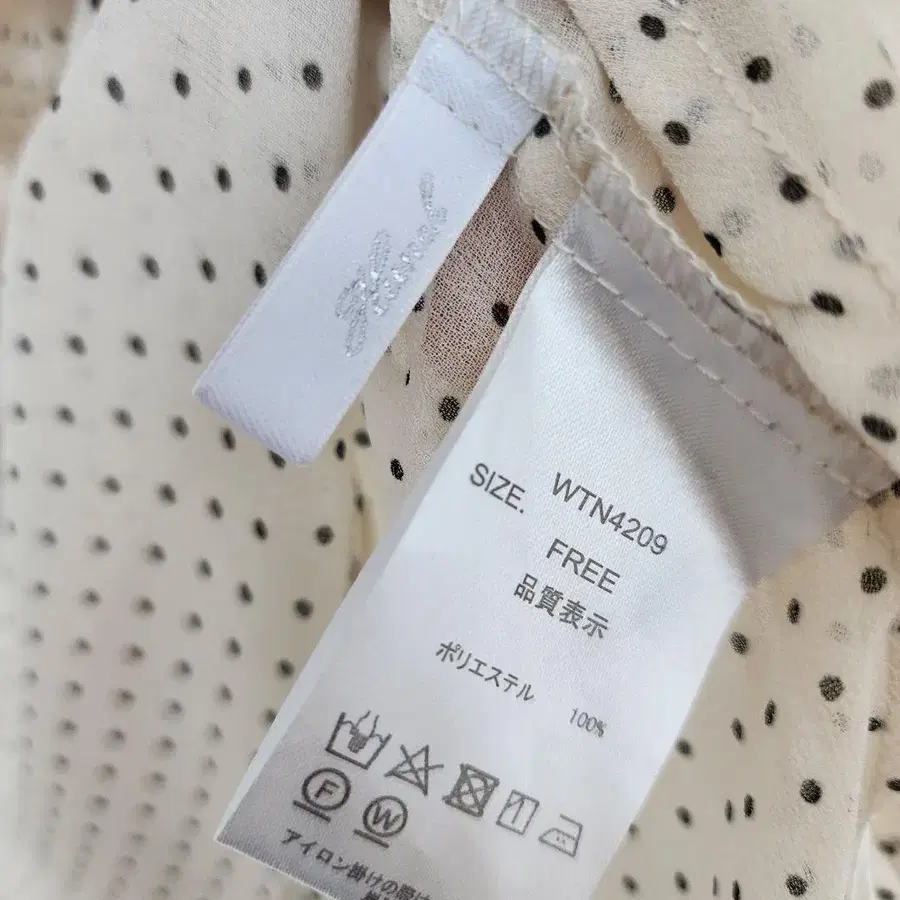 SIZE. WTN4209
FREE
品質表示
ポリエステル 100%
F
W
アイロン掛けの際は